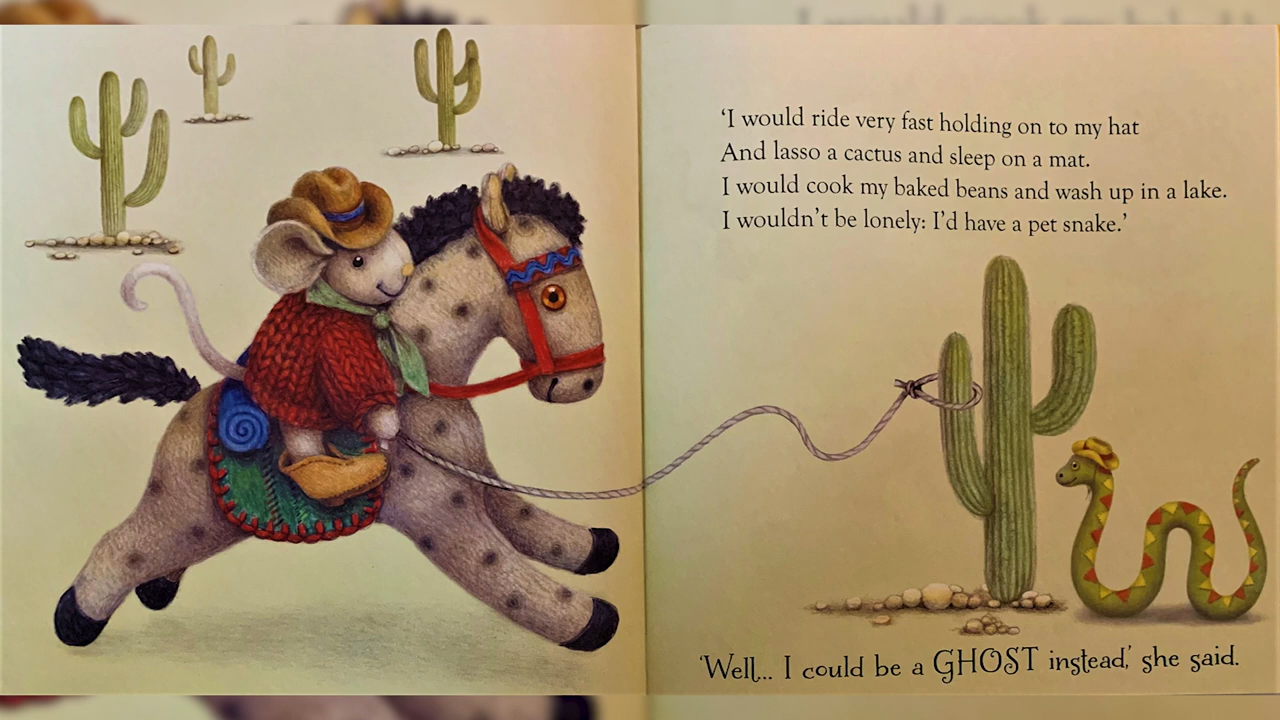 ‘I would ride very fast holding on to my hat
And lasso a cactus and sleep on a mat.
I would cook my baked beans and wash up in a lake.
I wouldn’t be lonely: I’d have a pet snake.’
‘Well... I could be a GHOST instead,’ she said.